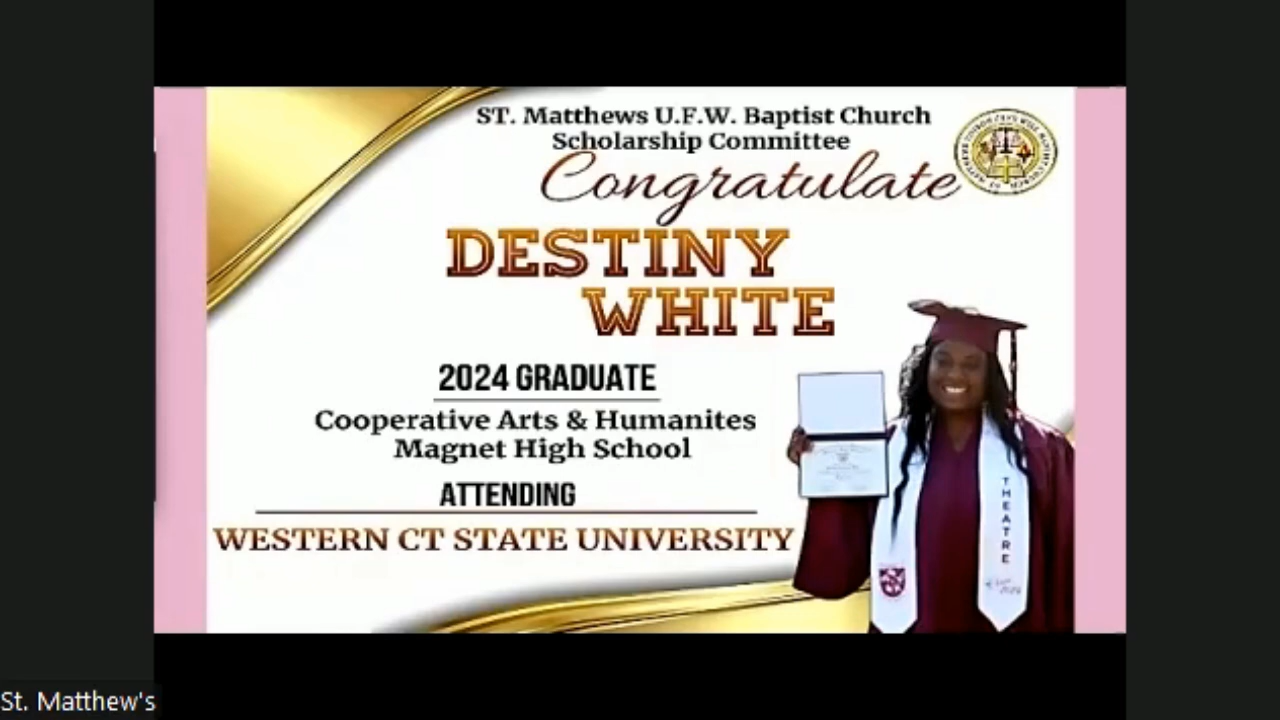 ST. Matthews U.F.W. Baptist Church
Scholarship Committee
Congratulate
DESTINY
WHITE
2024 GRADUATE
Cooperative Arts & Humanites
Magnet High School
ATTENDING
WESTERN CT STATE UNIVERSITY
THEATRE
St. Matthew's